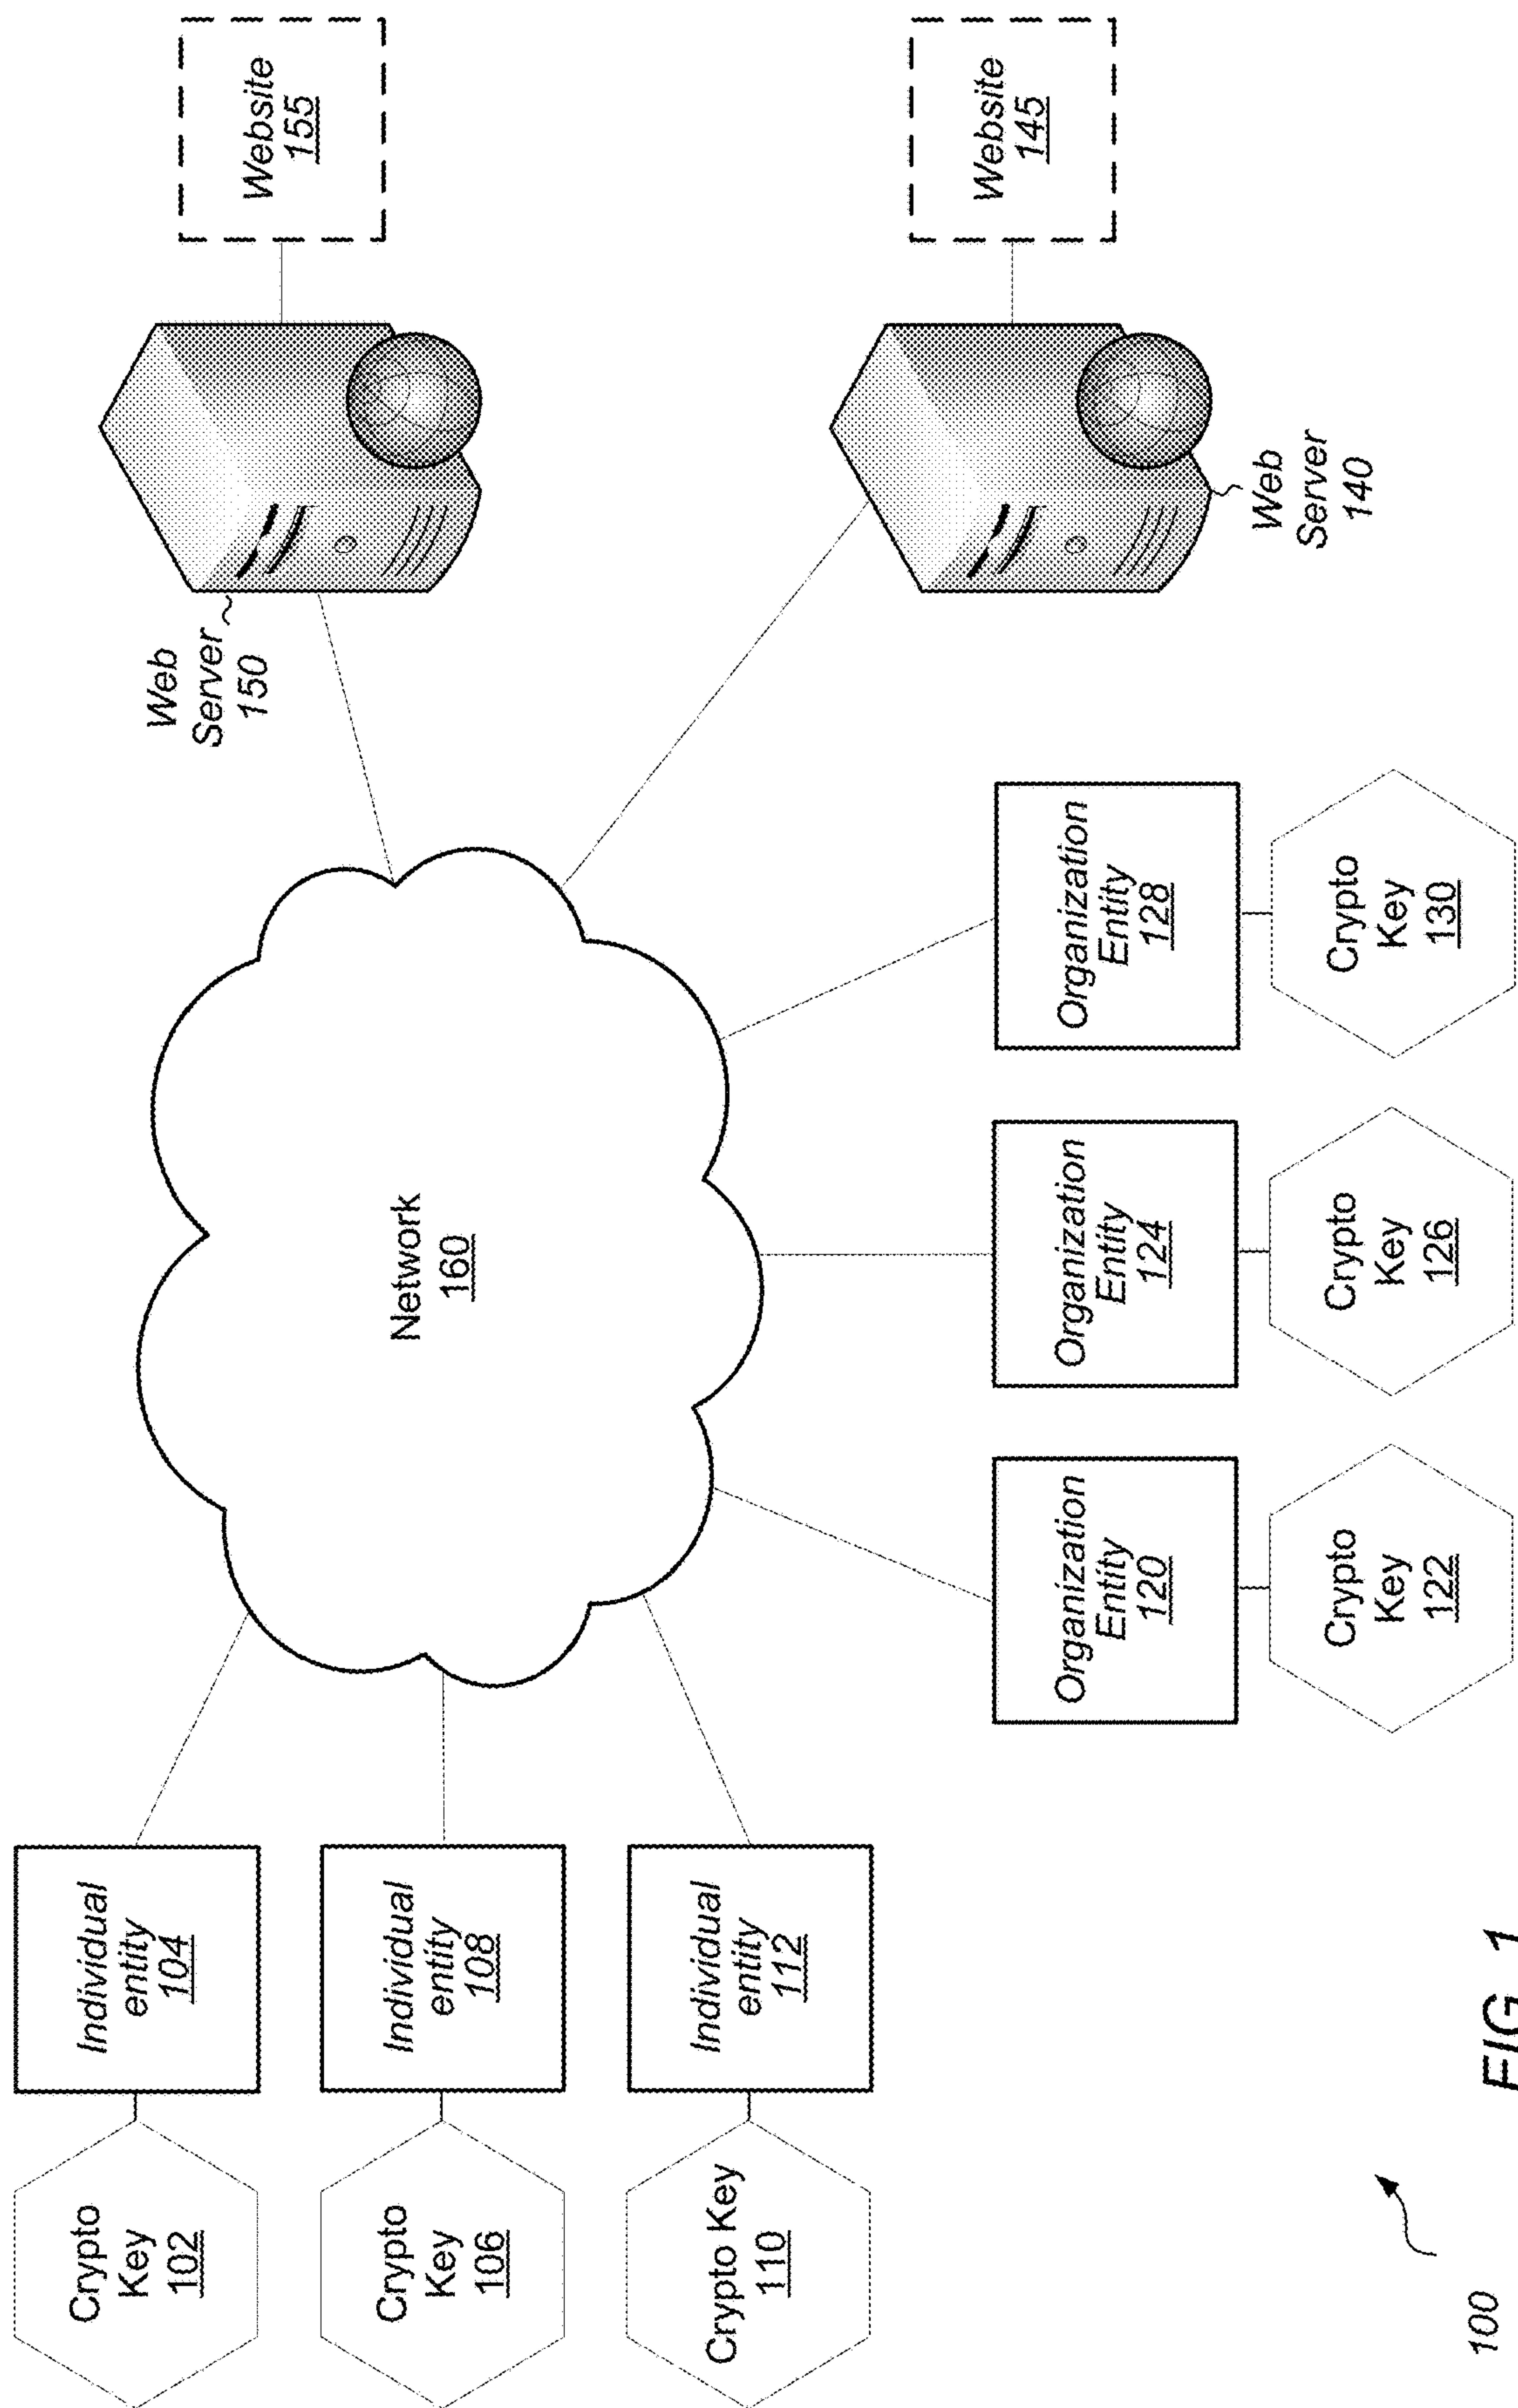 Crypto
Key
102
Individual
entity
104
Crypto
Key
106
Individual
entity
108
Crypto Key
110
Individual
entity
112
Network
160
Web
Server
150
Website
155
Web
Server
140
Website
145
Organization
Entity
120
Crypto
Key
122
Organization
Entity
124
Crypto
Key
126
Organization
Entity
128
Crypto
Key
130
100
FIG. 1